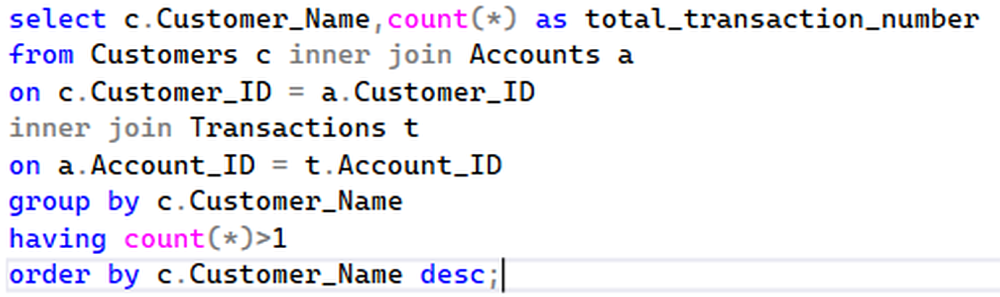 select c.Customer_Name,count(*) as total_transaction_number
from Customers c inner join Accounts a
on c.Customer_ID = a.Customer_ID
inner join Transactions t
on a.Account_ID = t.Account_ID
group by c.Customer_Name
having count(*)>1
order by c.Customer_Name desc;